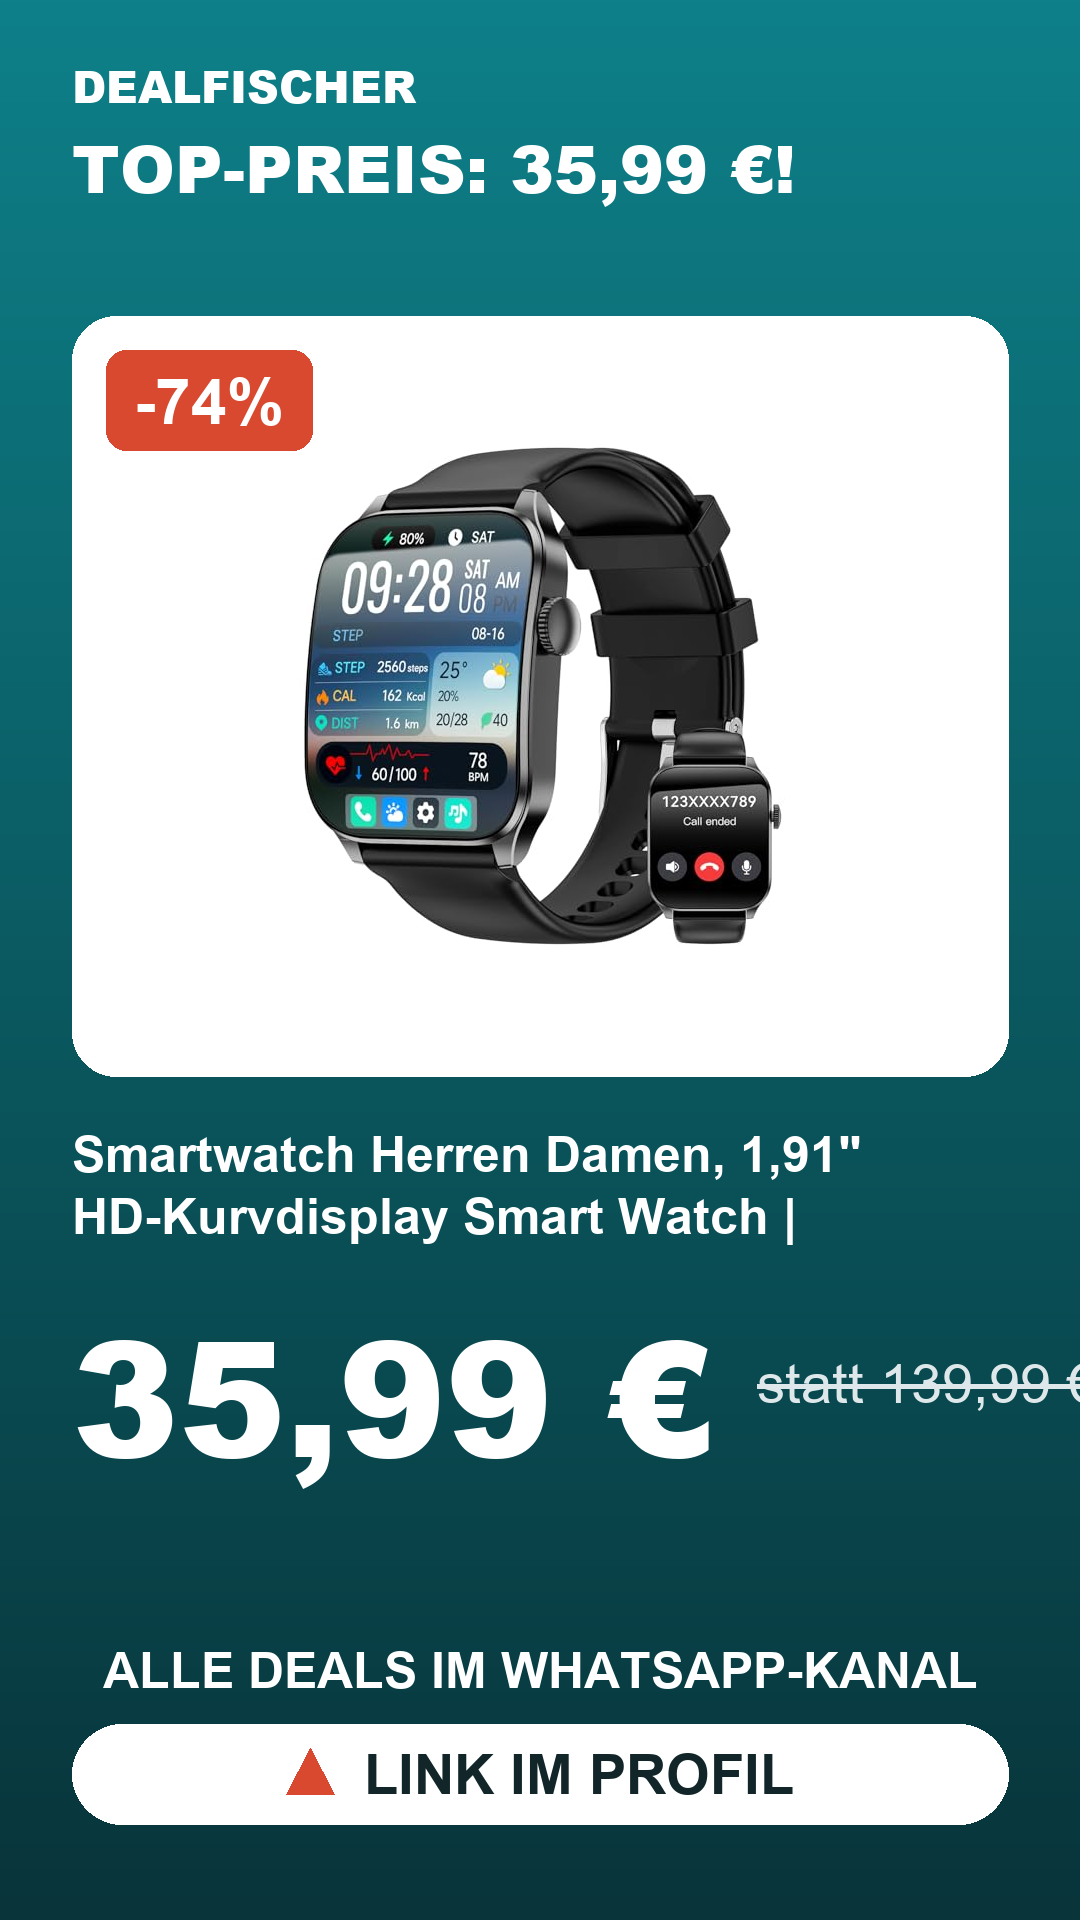 DEALFISCHER
TOP-PREIS: 35,99 €!
-74%
80% SAT
09:28 SAT 08 AM PM
STEP 08-16
STEP 2560 steps
CAL 162 Kcal
DIST 1.6 km
25°
20%
20/28 40
60/100
78 BPM
123XXXX789
Call ended
Smartwatch Herren Damen, 1,91"
HD-Kurvdisplay Smart Watch |
35,99 € statt 139,99 €
ALLE DEALS IM WHATSAPP-KANAL
LINK IM PROFIL